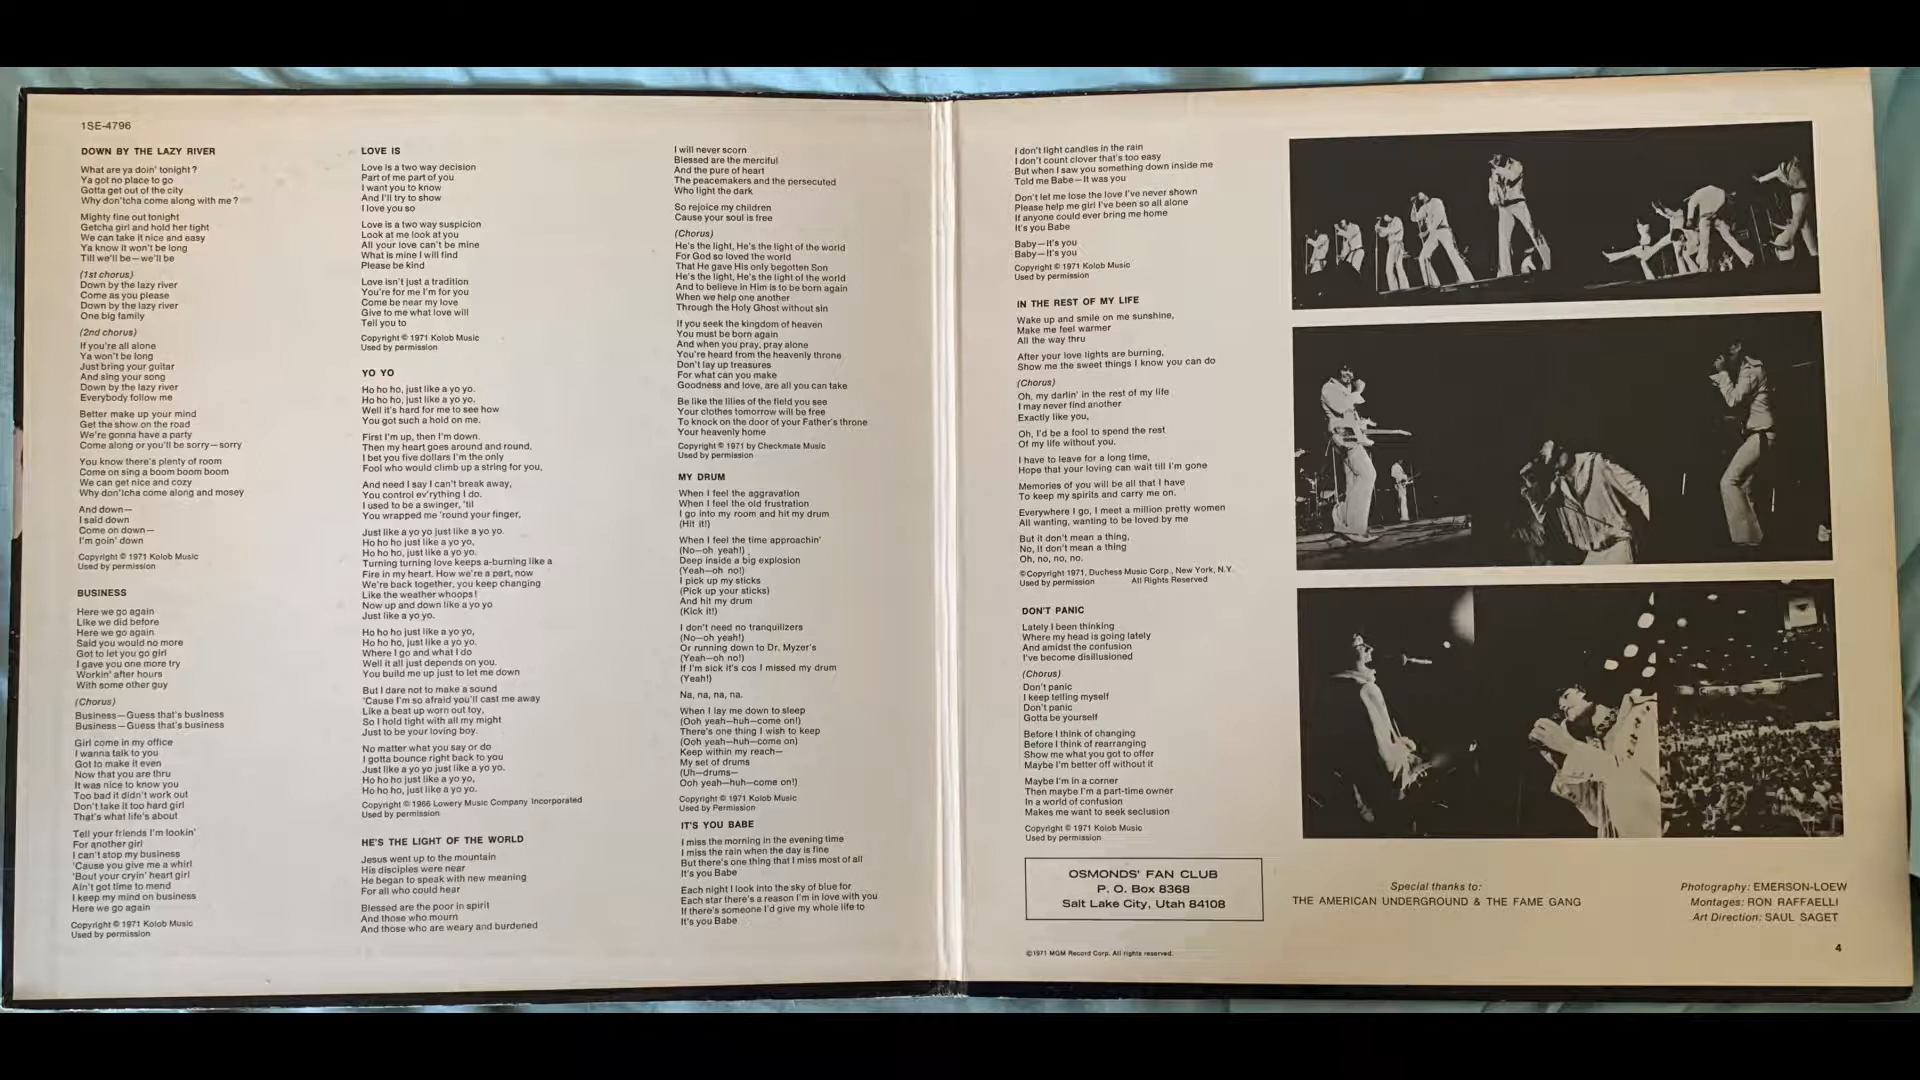 1SE-4796
DOWN BY THE LAZY RIVER
What are ya doin' tonight?
Ya got no place to go
Gotta get out of the city
Why don'tcha come along with me?
Mighty fine out tonight
Getcha girl and hold her tight
We can take it nice and easy
Ya know it won't be long
Till we'll be—we'll be
(1st chorus)
Down by the lazy river
Come as you please
Down by the lazy river
One big family
(2nd chorus)
If you're all alone
Ya won't be long
Just bring your guitar
And sing your song
Down by the lazy river
Everybody follow me
Better make up your mind
Get the show on the road
We're gonna have a party
Come along or you'll be sorry—sorry
You know there's plenty of room
Come on sing a boom boom boom
We can get nice and cozy
Why don'tcha come along and mosey
And down—
I said down
Come on down—
I'm goin' down
Copyright © 1971 Kolob Music
Used by permission
BUSINESS
Here we go again
Like we did before
Here we go again
Said you would no more
Got to let you go girl
I gave you one more try
Workin' after hours
With some other guy
(Chorus)
Business—Guess that's business
Business—Guess that's business
Girl come in my office
I wanna talk to you
Got to make it even
Now that you are thru
It was nice to know you
Too bad it didn't work out
Don't take it too hard girl
That's what life's about
Tell your friends I'm lookin'
For another girl
I can't stop my business
'Cause you give me a whirl
'Bout your cryin' heart girl
Ain't got time to mend
I keep my mind on business
Here we go again
Copyright © 1971 Kolob Music
Used by permission
LOVE IS
Love is a two way decision
Part of me part of you
I want you to know
And I'll try to show
I love you so
Love is a two way suspicion
Look at me look at you
All your love can't be mine
What is mine I will find
Please be kind
Love isn't just a tradition
You're for me I'm for you
Come be near my love
Give to me what love will
Tell you to
Copyright © 1971 Kolob Music
Used by permission
YO YO
Ho ho ho, just like a yo yo.
Ho ho ho, just like a yo yo.
Well it's hard for me to see how
You got such a hold on me.
First I'm up, then I'm down.
Then my heart goes around and round.
I bet you five dollars I'm the only
Fool who would climb up a string for you,
And need I say I can't break away,
You control ev'rything I do.
I used to be a swinger, 'til
You wrapped me 'round your finger,
Just like a yo yo just like a yo yo.
Ho ho ho, just like a yo yo,
Ho ho ho, just like a yo yo.
Turning turning love keeps a-burning like a
Fire in my heart. How we're a part, now
We're back together, you keep changing
Like the weather whoops!
Now up and down like a yo yo
Just like a yo yo.
Ho ho ho just like a yo yo,
Ho ho ho, just like a yo yo.
Where I go and what I do
Well it all just depends on you.
You build me up just to let me down
But I dare not to make a sound
'Cause I'm so afraid you'll cast me away
Like a beat up worn out toy,
So I hold tight with all my might
Just to be your loving boy.
No matter what you say or do
I gotta bounce right back to you
Just like a yo yo just like a yo yo.
Ho ho ho just like a yo yo,
Ho ho ho, just like a yo yo.
Copyright © 1966 Lowery Music Company Incorporated
Used by permission
HE'S THE LIGHT OF THE WORLD
Jesus went up to the mountain
His disciples were near
He began to speak with new meaning
For all who could hear
Blessed are the poor in spirit
And those who mourn
And those who are weary and burdened
I will never scorn
Blessed are the merciful
And the pure of heart
The peacemakers and the persecuted
Who light the dark
So rejoice my children
Cause your soul is free
(Chorus)
He's the light, He's the light of the world
For God so loved the world
That He gave His only begotten Son
He's the light, He's the light of the world
And to believe in Him is to be born again
When we help one another
Through the Holy Ghost without sin
If you seek the kingdom of heaven
You must be born again
And when you pray, pray alone
You're heard from the heavenly throne
Don't lay up treasures
For what can you make
Goodness and love, are all you can take
Be like the lilies of the field you see
Your clothes tomorrow will be free
To knock on the door of your Father's throne
Your heavenly home
Copyright © 1971 by Checkmate Music
Used by permission
MY DRUM
When I feel the aggravation
When I feel the old frustration
I go into my room and hit my drum
(Hit it!)
When I feel the time approachin'
(No—oh yeah!)
Deep inside a big explosion
(Yeah—oh no!)
I pick up my sticks
(Pick up your sticks)
And hit my drum
(Kick it!)
I don't need no tranquilizers
(No—oh yeah!)
Or running down to Dr. Myzer's
(Yeah—oh no!)
If I'm sick it's cos I missed my drum
(Yeah!)
Na, na, na, na.
When I lay me down to sleep
(Ooh yeah—huh—come on!)
There's one thing I wish to keep
(Ooh yeah—huh—come on)
Keep within my reach—
My set of drums
(Uh—drums—
Ooh yeah—huh—come on!)
Copyright © 1971 Kolob Music
Used by Permission
IT'S YOU BABE
I miss the morning in the evening time
I miss the rain when the day is fine
But there's one thing that I miss most of all
It's you Babe
Each night I look into the sky of blue for
Each star there's a reason I'm in love with you
If there's someone I'd give my whole life to
It's you Babe
I don't light candles in the rain
I don't count clover that's too easy
But when I saw you something down inside me
Told me Babe—It was you
Don't let me lose the love I've never shown
Please help me girl I've been so all alone
If anyone could ever bring me home
It's you Babe
Baby—It's you
Baby—It's you
Copyright © 1971 Kolob Music
Used by permission
IN THE REST OF MY LIFE
Wake up and smile on me sunshine,
Make me feel warmer
All the way thru
After your love lights are burning,
Show me the sweet things I know you can do
(Chorus)
Oh, my darlin' in the rest of my life
I may never find another
Exactly like you,
Oh, I'd be a fool to spend the rest
Of my life without you.
I have to leave for a long time,
Hope that your loving can wait till I'm gone
Memories of you will be all that I have
To keep my spirits and carry me on.
Everywhere I go, I meet a million pretty women
All wanting, wanting to be loved by me
But it don't mean a thing,
No, it don't mean a thing
Oh, no, no, no.
©Copyright 1971, Duchess Music Corp., New York, N.Y.
Used by permission All Rights Reserved
DON'T PANIC
Lately I been thinking
Where my head is going lately
And amidst the confusion
I've become disillusioned
(Chorus)
Don't panic
I keep telling myself
Don't panic
Gotta be yourself
Before I think of changing
Before I think of rearranging
Show me what you got to offer
Maybe I'm better off without it
Maybe I'm in a corner
Then maybe I'm a part-time owner
In a world of confusion
Makes me want to seek seclusion
Copyright © 1971 Kolob Music
Used by permission
OSMONDS' FAN CLUB
P. O. Box 8368
Salt Lake City, Utah 84108
©1971 MGM Record Corp. All rights reserved.
Special thanks to:
THE AMERICAN UNDERGROUND & THE FAME GANG
Photography: EMERSON-LOEW
Montages: RON RAFFAELLI
Art Direction: SAUL SAGET
4